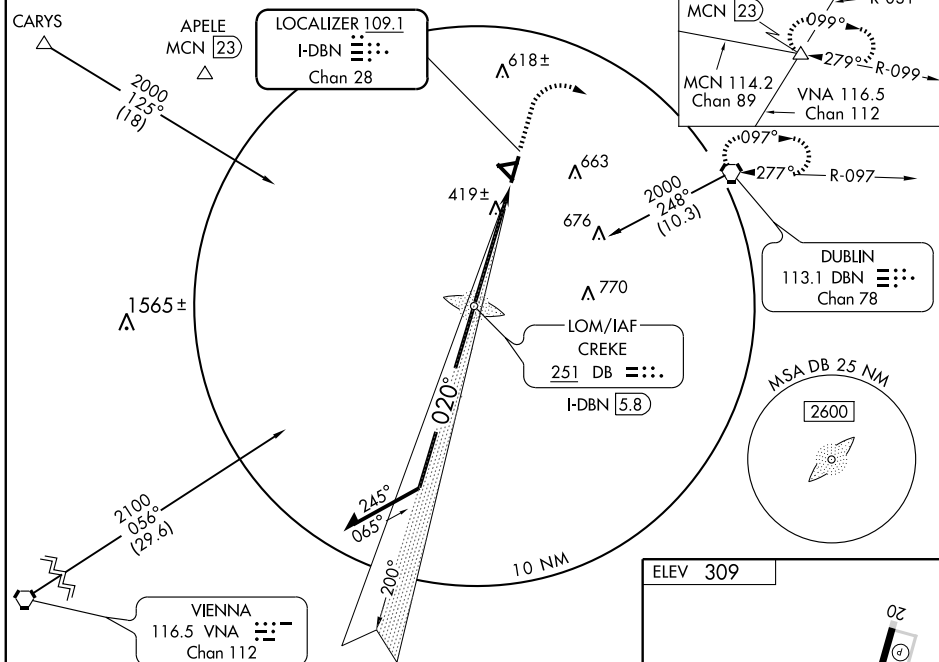 CARYS
2000
125°
(18)
APELE
MCN 23
LOCALIZER 109.1
I-DBN
Chan 28
618±
663
419±
676
770
1565±
2000
248°
(10.3)
MCN 23
099°
279°
R-099
MCN 114.2
Chan 89
VNA 116.5
Chan 112
097°
277°
R-097
DUBLIN
113.1 DBN
Chan 78
LOM/IAF
CREKE
251 DB
I-DBN 5.8
MSA DB 25 NM
2600
020°
245°
065°
200°
10 NM
2100
056°
(29.6)
VIENNA
116.5 VNA
Chan 112
ELEV 309
20
P